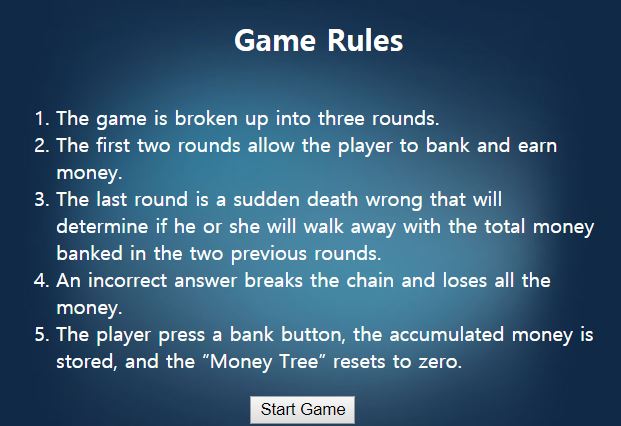 Game Rules
1. The game is broken up into three rounds.
2. The first two rounds allow the player to bank and earn
money.
3. The last round is a sudden death wrong that will
determine if he or she will walk away with the total money
banked in the two previous rounds.
4. An incorrect answer breaks the chain and loses all the
money.
5. The player press a bank button, the accumulated money is
stored, and the “Money Tree” resets to zero.
Start Game